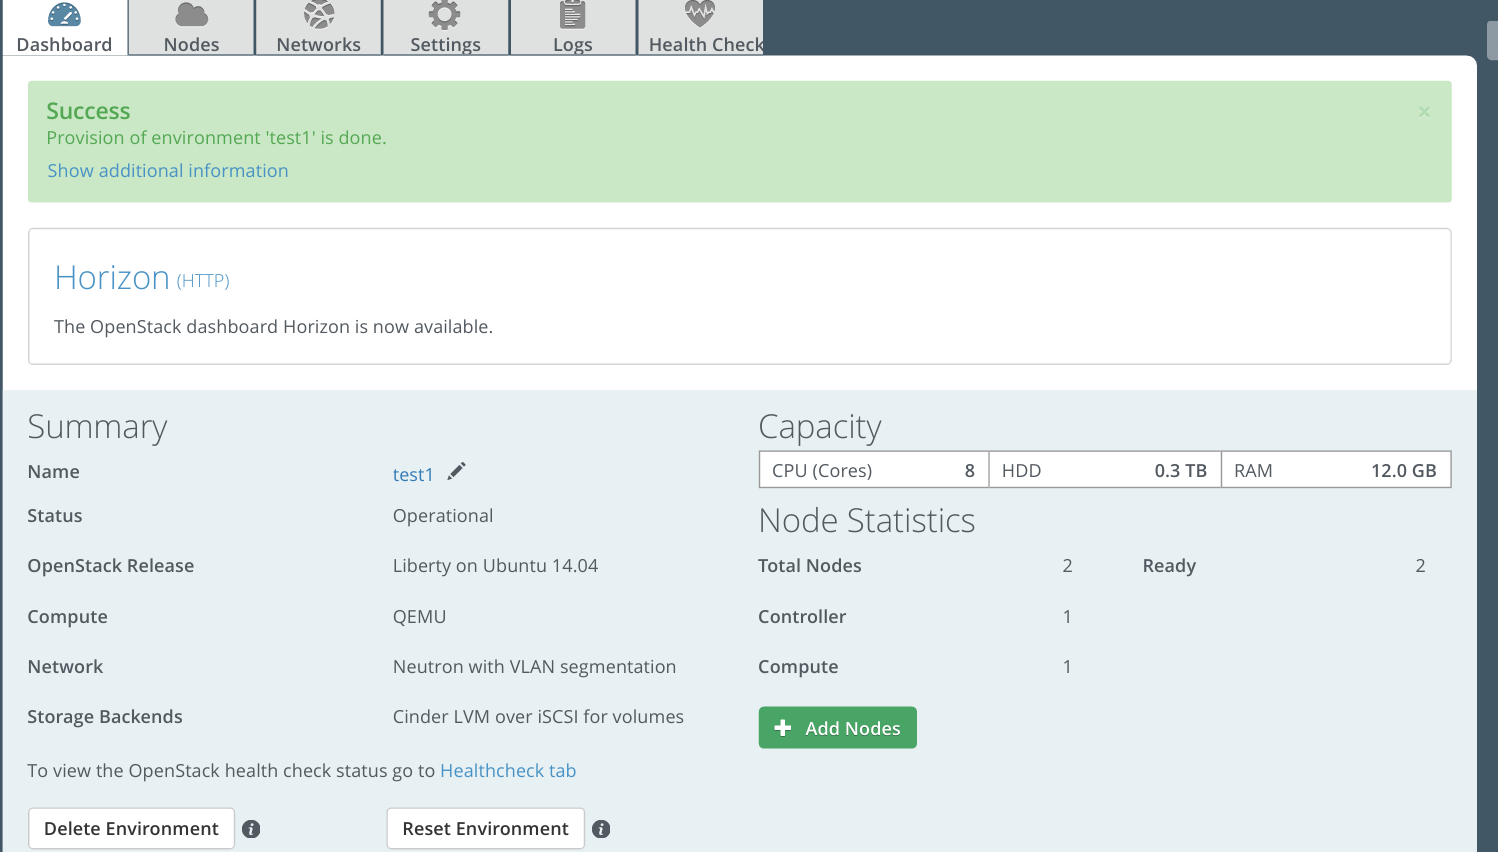 Dashboard Nodes Networks Settings Logs Health Check
Success
×
Provision of environment 'test1' is done.
Show additional information
Horizon (HTTP)
The OpenStack dashboard Horizon is now available.
Summary
Name test1
Status Operational
OpenStack Release Liberty on Ubuntu 14.04
Compute QEMU
Network Neutron with VLAN segmentation
Storage Backends Cinder LVM over iSCSI for volumes
To view the OpenStack health check status go to Healthcheck tab
Delete Environment Reset Environment
Capacity
CPU (Cores) 8 HDD 0.3 TB RAM 12.0 GB
Node Statistics
Total Nodes 2 Ready 2
Controller 1
Compute 1
Add Nodes